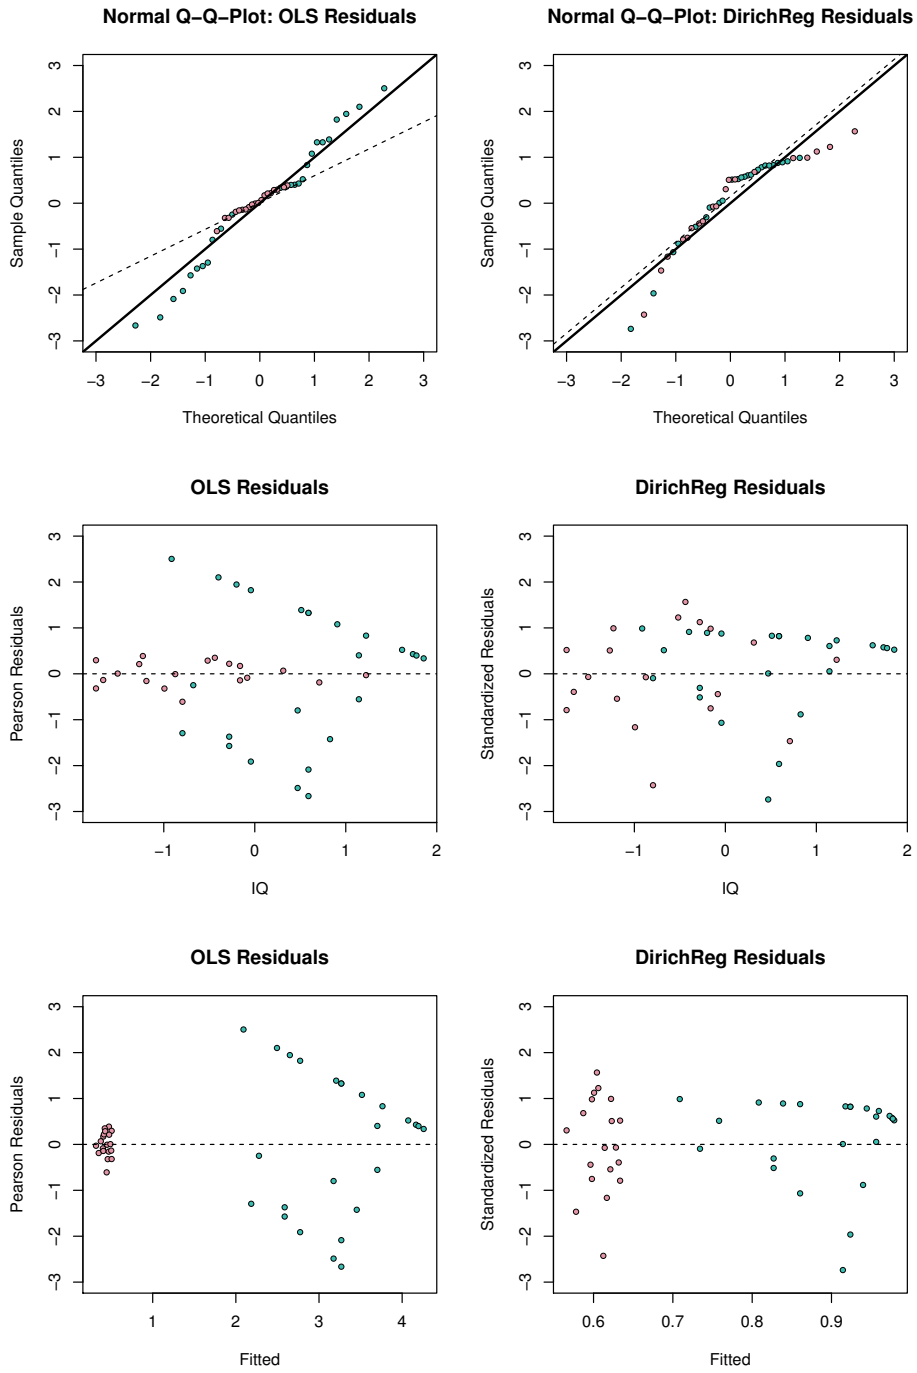 Normal Q−Q−Plot: OLS Residuals
3
2
1
0
−1
−2
−3
Sample Quantiles
−3 −2 −1 0 1 2 3
Theoretical Quantiles
Normal Q−Q−Plot: DirichReg Residuals
3
2
1
0
−1
−2
−3
Sample Quantiles
−3 −2 −1 0 1 2 3
Theoretical Quantiles
OLS Residuals
3
2
1
0
−1
−2
−3
Pearson Residuals
−1 0 1 2
IQ
DirichReg Residuals
3
2
1
0
−1
−2
−3
Standardized Residuals
−1 0 1 2
IQ
OLS Residuals
3
2
1
0
−1
−2
−3
Pearson Residuals
1 2 3 4
Fitted
DirichReg Residuals
3
2
1
0
−1
−2
−3
Standardized Residuals
0.6 0.7 0.8 0.9
Fitted